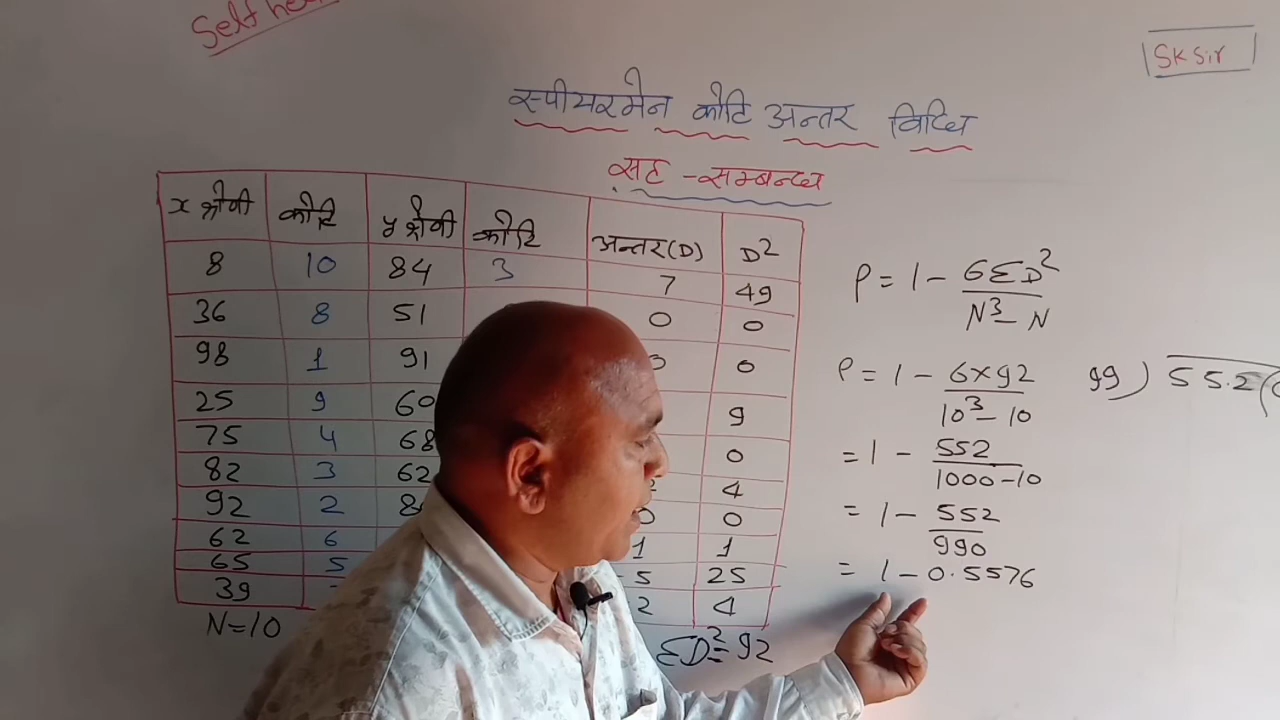 Self
SK Sir
स्पीयरमेन कोटि अन्तर विधि
सह - सम्बन्ध
x श्रेणी कोटि y श्रेणी कोटि अन्तर(D) D²
8 10 84 3 7 49
36 8 51 0 0
98 1 91 0
25 9 60 9
75 4 68 0
82 3 62 4
92 2 0
62 6 1 1
65 5 5 25
39 2 4
N=10
ΣD²= 92
ρ = 1 - 6ΣD² / N³ - N
ρ = 1 - 6×92 / 10³ - 10
= 1 - 552 / 1000 - 10
= 1 - 552 / 990
= 1 - 0.5576
99 ) 55.2 (